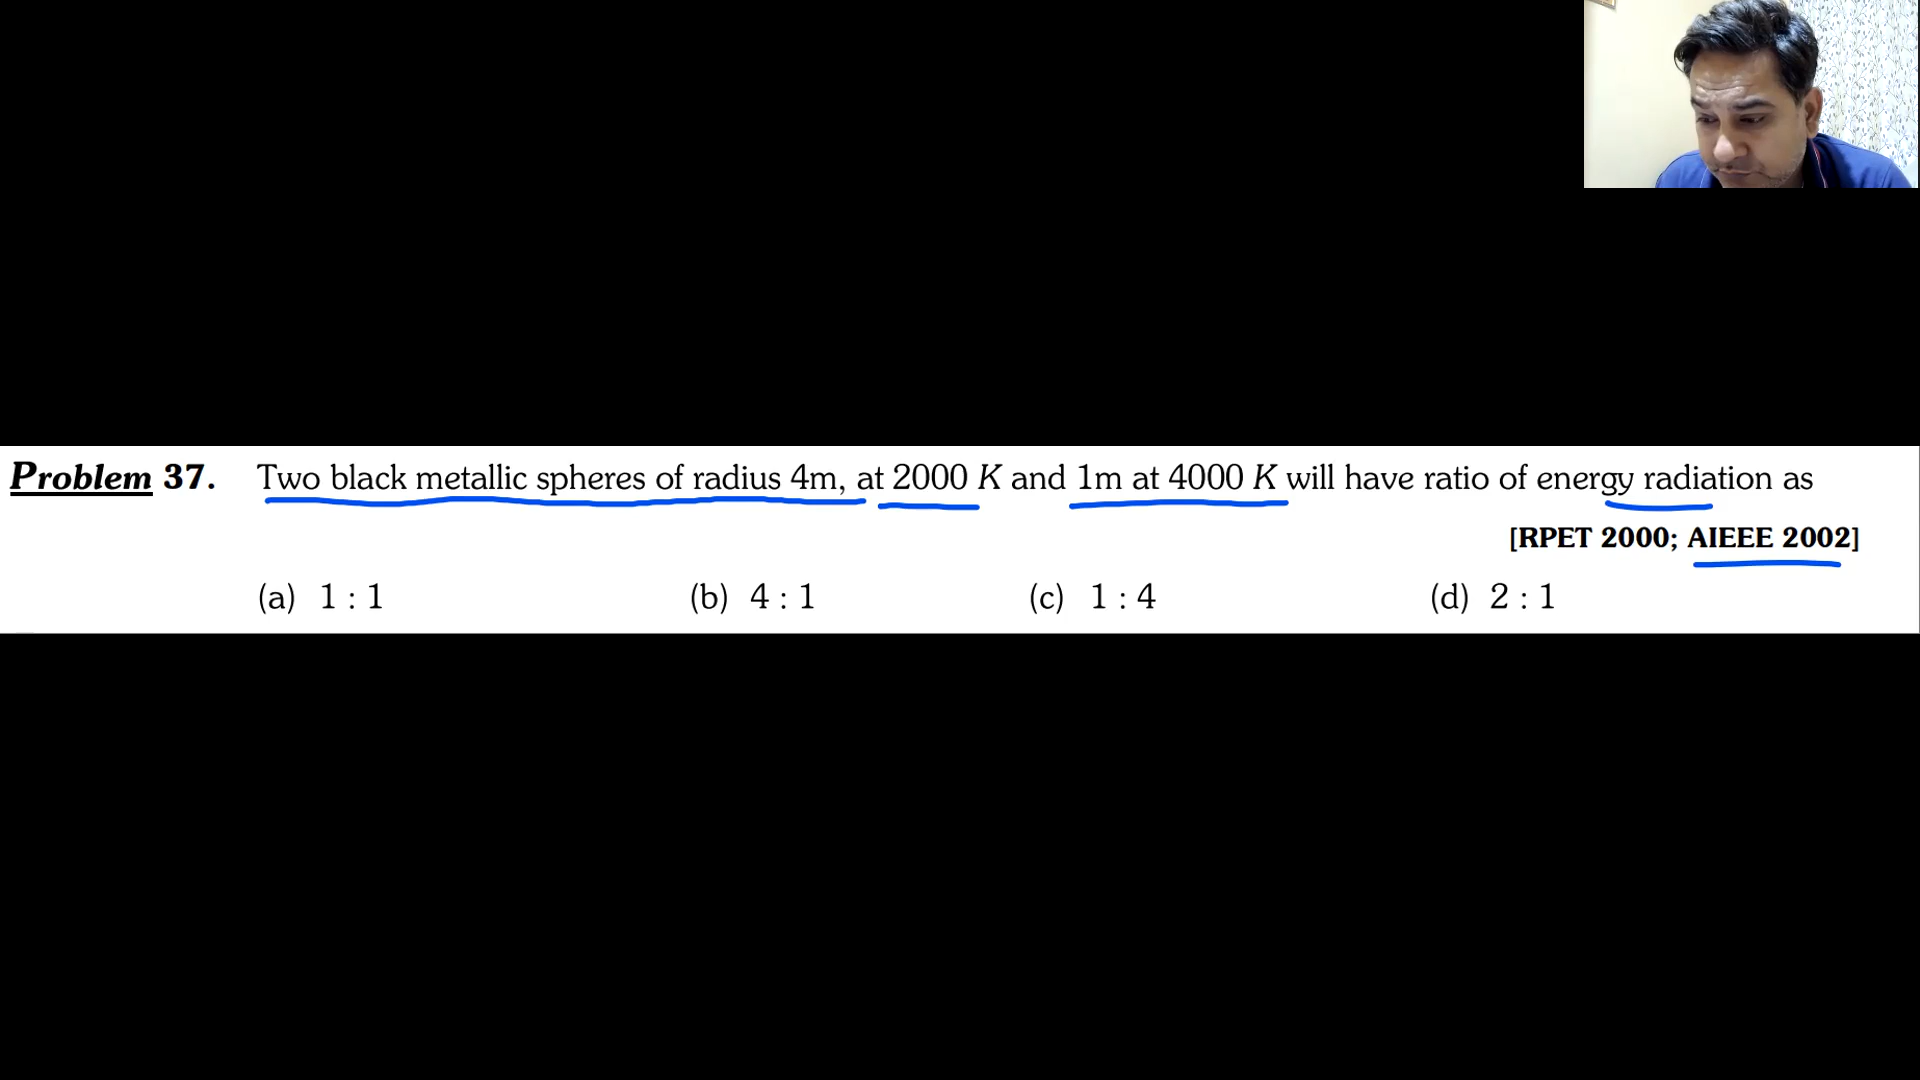 Problem 37. Two black metallic spheres of radius 4m, at 2000 K and 1m at 4000 K will have ratio of energy radiation as
[RPET 2000; AIEEE 2002]
(a) 1 : 1 (b) 4 : 1 (c) 1 : 4 (d) 2 : 1